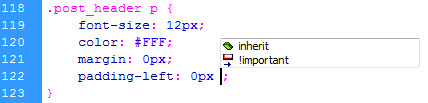 118 .post_header p {
119 font-size: 12px;
120 color: #FFF;
inherit
121 margin: 0px;
!important
122 padding-left: 0px ;
123 }